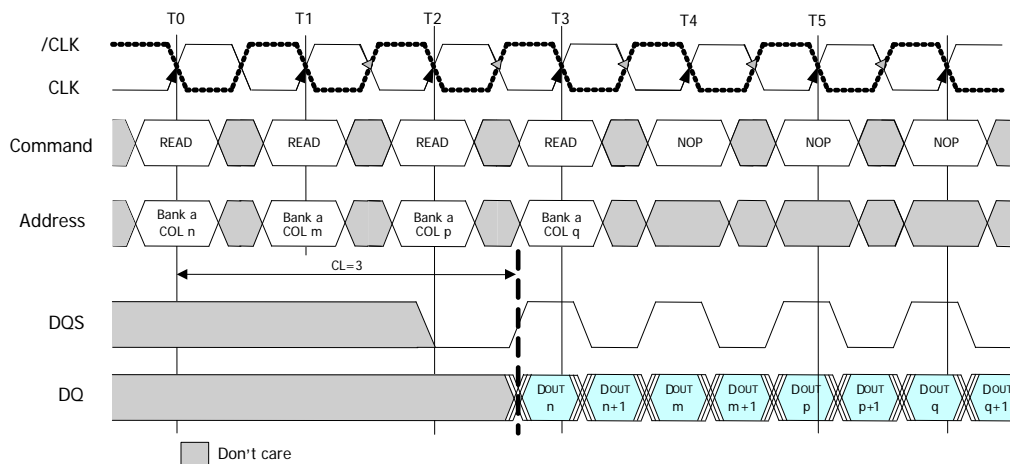 T0 T1 T2 T3 T4 T5
/CLK
CLK
Command READ READ READ READ NOP NOP NOP
Address Bank a COL n Bank a COL m Bank a COL p Bank a COL q
CL=3
DQS
DQ DOUT n DOUT n+1 DOUT m DOUT m+1 DOUT p DOUT p+1 DOUT q DOUT q+1
Don't care